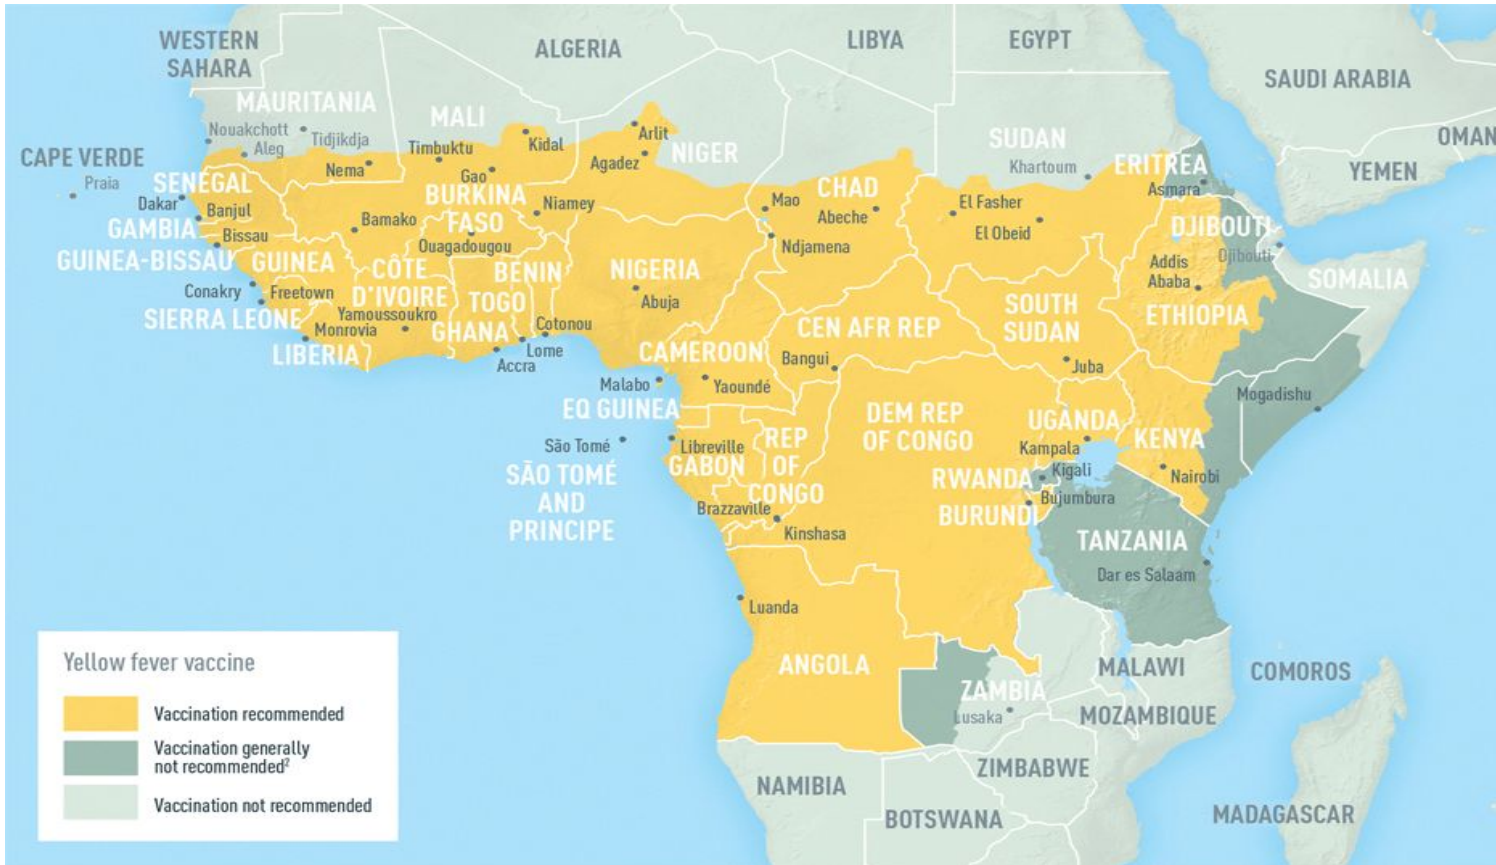 WESTERN
SAHARA
ALGERIA
LIBYA
EGYPT
SAUDI ARABIA
OMAN
YEMEN
MAURITANIA
Nouakchott
Tidjikdja
Aleg
Nema
MALI
Timbuktu
Kidal
Gao
Arlit
Agadez
NIGER
SUDAN
Khartoum
ERITREA
Asmara
CAPE VERDE
Praia
SENEGAL
Dakar
Banjul
GAMBIA
Bissau
GUINEA-BISSAU
Bamako
BURKINA
FASO
Ouagadougou
Niamey
CHAD
Mao
Abeche
Ndjamena
El Fasher
El Obeid
DJIBOUTI
Djibouti
Addis
Ababa
ETHIOPIA
SOMALIA
GUINEA
Conakry
Freetown
SIERRA LEONE
Monrovia
LIBERIA
CÔTE
D'IVOIRE
Yamoussoukro
GHANA
Accra
TOGO
Lome
BENIN
Cotonou
NIGERIA
Abuja
CAMEROON
Yaoundé
CEN AFR REP
Bangui
SOUTH
SUDAN
Juba
Mogadishu
Malabo
EQ GUINEA
São Tomé
SÃO TOMÉ
AND
PRINCIPE
Libreville
GABON
REP
OF
CONGO
Brazzaville
Kinshasa
DEM REP
OF CONGO
UGANDA
Kampala
KENYA
Nairobi
RWANDA
Kigali
Bujumbura
BURUNDI
TANZANIA
Dar es Salaam
Luanda
ANGOLA
ZAMBIA
Lusaka
MALAWI
MOZAMBIQUE
COMOROS
ZIMBABWE
NAMIBIA
BOTSWANA
MADAGASCAR
Yellow fever vaccine
Vaccination recommended
Vaccination generally
not recommended²
Vaccination not recommended